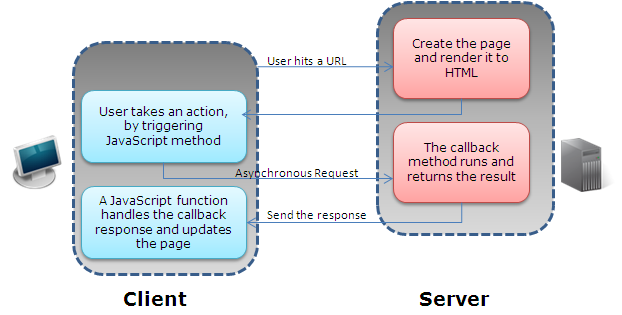 User hits a URL
Create the page
and render it to
HTML
User takes an action,
by triggering
JavaScript method
The callback
method runs and
returns the result
Asynchronous Request
A JavaScript function
handles the callback
response and updates
the page
Send the response
Client
Server